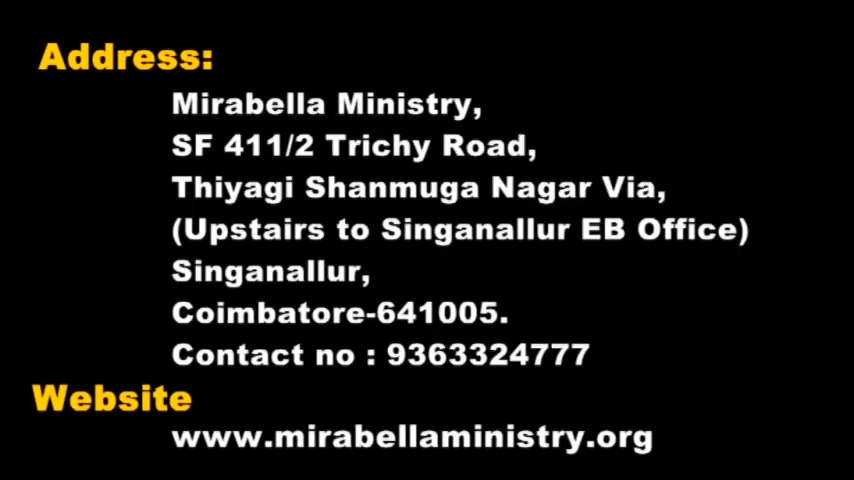 Address:
Mirabella Ministry,
SF 411/2 Trichy Road,
Thiyagi Shanmuga Nagar Via,
(Upstairs to Singanallur EB Office)
Singanallur,
Coimbatore-641005.
Contact no : 9363324777
Website
www.mirabellaministry.org